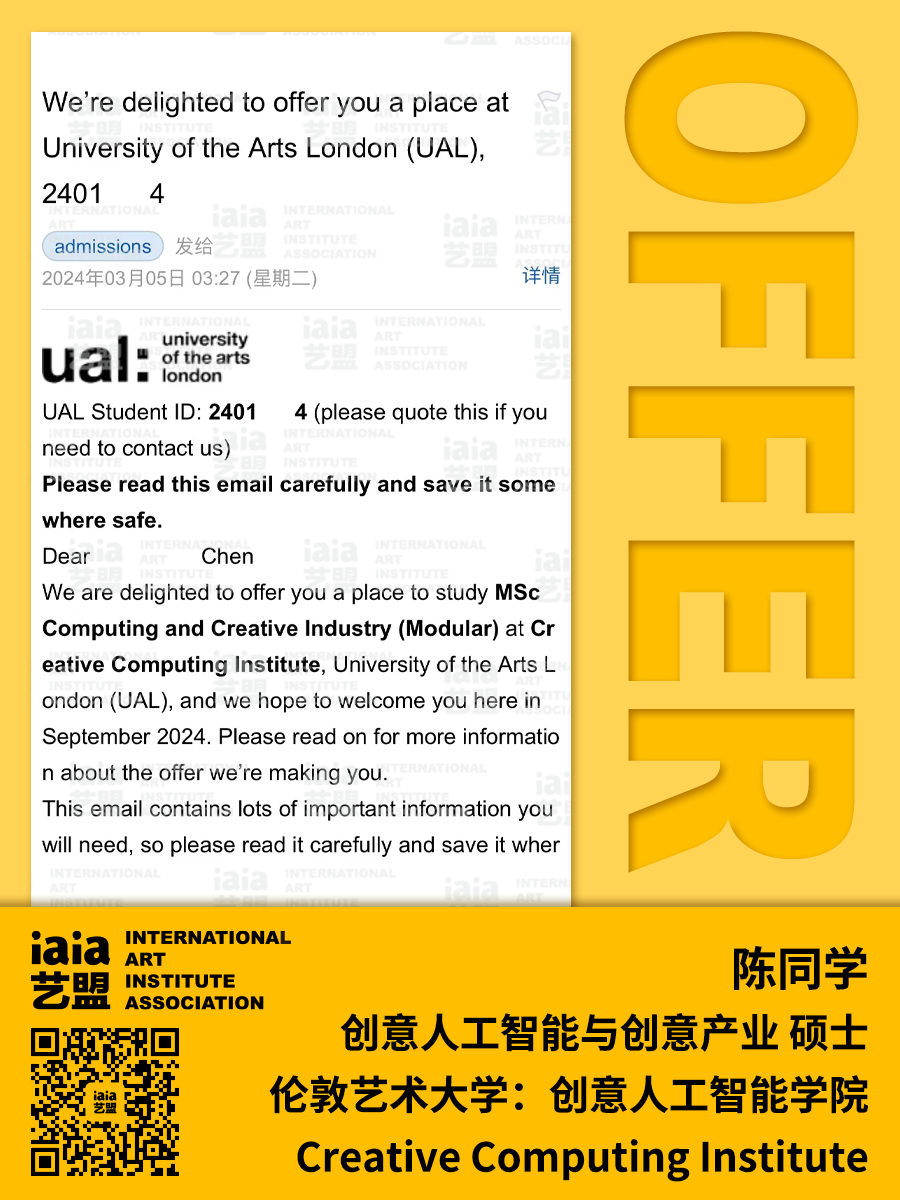 We’re delighted to offer you a place at
University of the Arts London (UAL),
2401 4
admissions 发给
2024年03月05日 03:27 (星期二)
详情
ual:
university
of the arts
london
UAL Student ID: 2401 4 (please quote this if you
need to contact us)
Please read this email carefully and save it some
where safe.
Dear Chen
We are delighted to offer you a place to study MSc
Computing and Creative Industry (Modular) at Cr
eative Computing Institute, University of the Arts L
ondon (UAL), and we hope to welcome you here in
September 2024. Please read on for more informatio
n about the offer we’re making you.
This email contains lots of important information you
will need, so please read it carefully and save it wher
OFFER
iaia
艺盟
INTERNATIONAL
ART
INSTITUTE
ASSOCIATION
iaia
艺盟
陈同学
创意人工智能与创意产业 硕士
伦敦艺术大学：创意人工智能学院
Creative Computing Institute